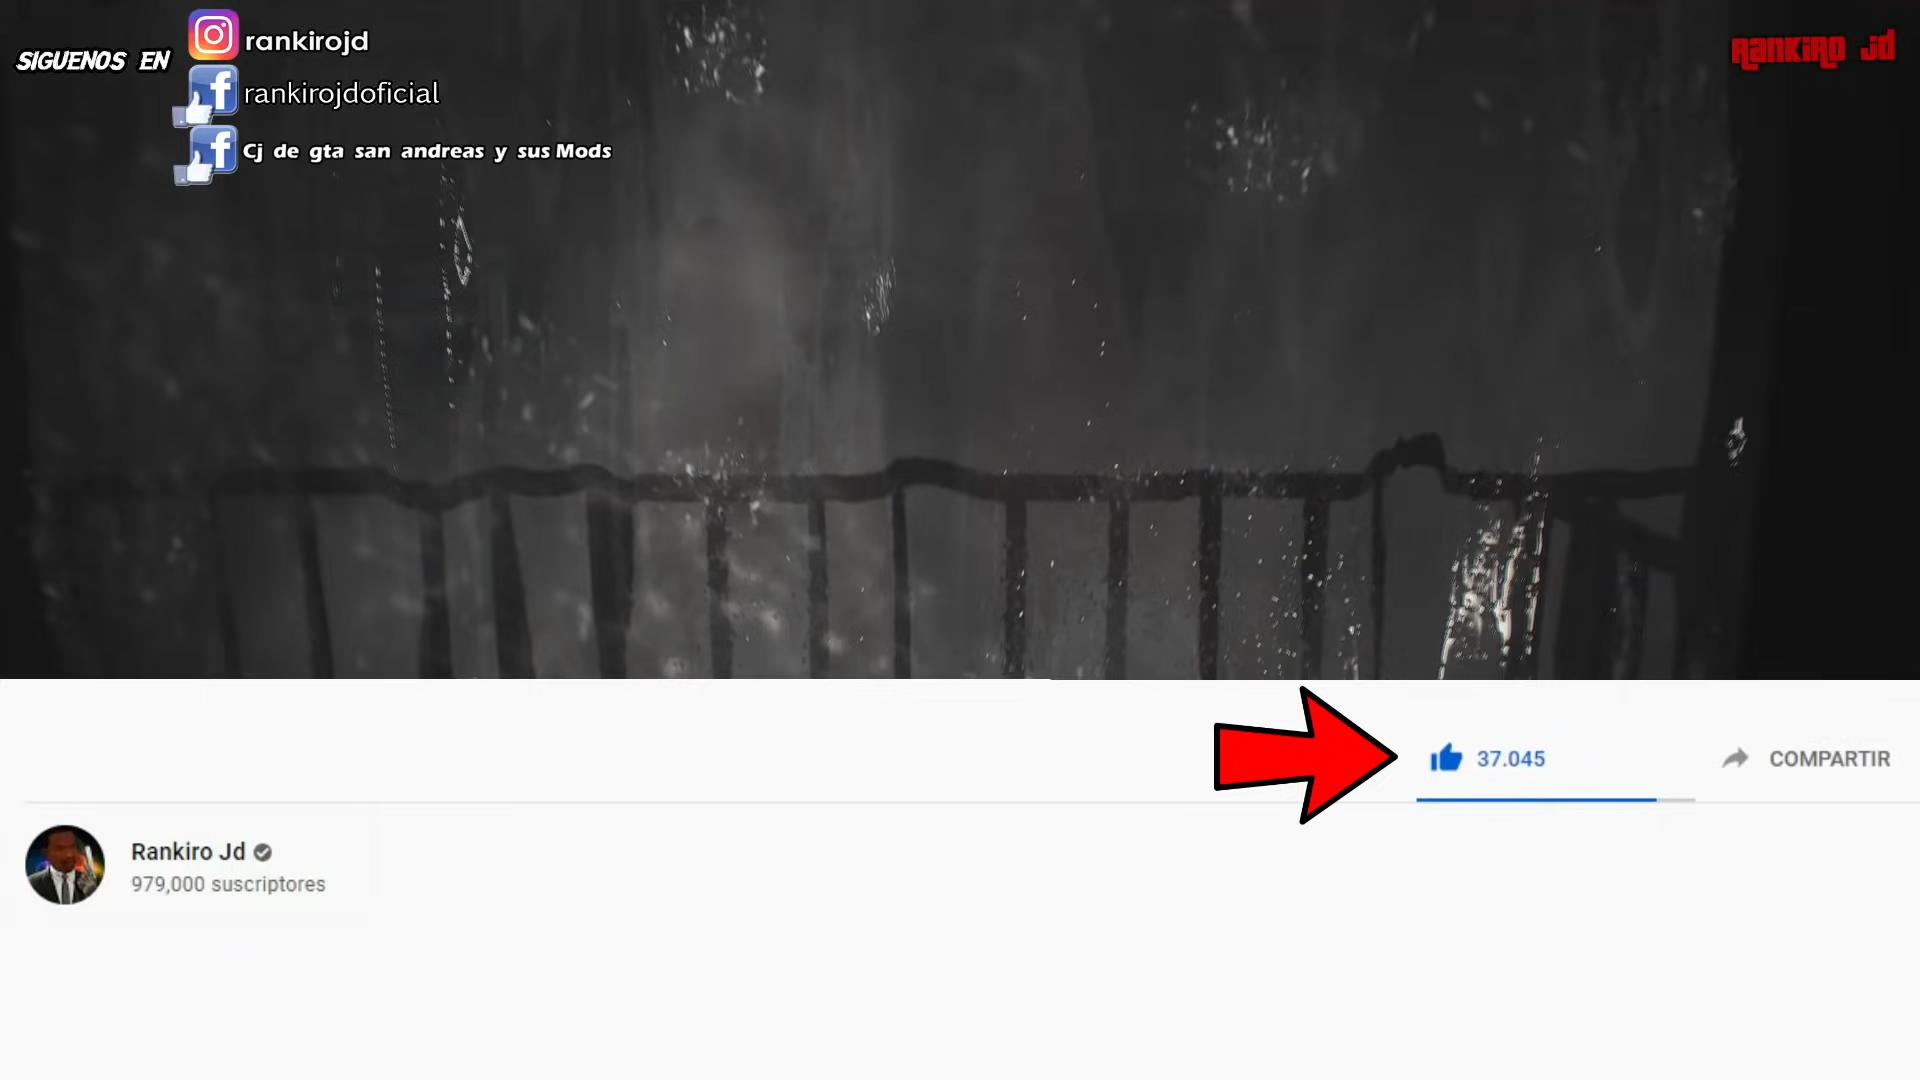 SIGUENOS EN
rankirojd
rankirojdoficial
Cj de gta san andreas y sus Mods
RANKIRO Jd
37.045
COMPARTIR
Rankiro Jd
979,000 suscriptores